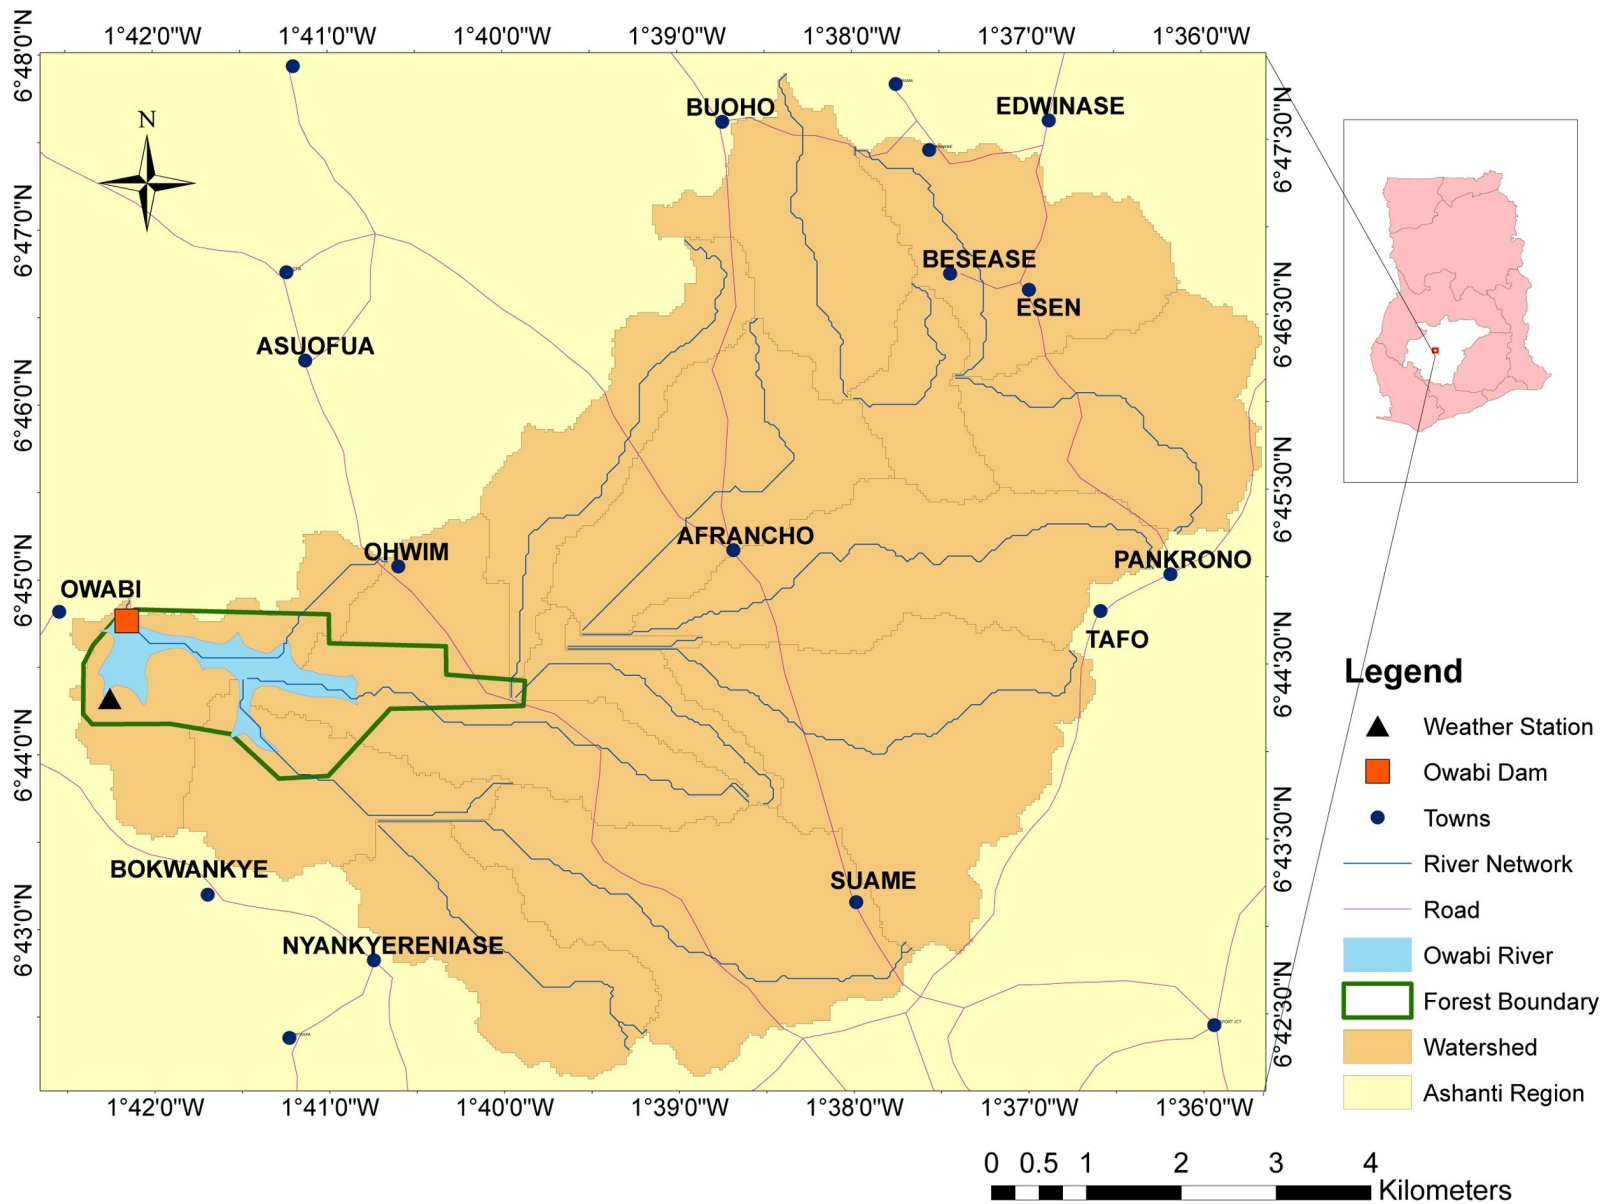 1°42'0"W 1°41'0"W 1°40'0"W 1°39'0"W 1°38'0"W 1°37'0"W 1°36'0"W
6°48'0"N
6°47'0"N
6°46'0"N
6°45'0"N
6°44'0"N
6°43'0"N
N
BUOHO
EDWINASE
BESEASE
ESEN
ASUOFUA
AFRANCHO
OHWIM
PANKRONO
OWABI
TAFO
BOKWANKYE
SUAME
NYANKYERENIASE
PORT JCT
6°47'30"N
6°46'30"N
6°45'30"N
6°44'30"N
6°43'30"N
6°42'30"N
1°42'0"W 1°41'0"W 1°40'0"W 1°39'0"W 1°38'0"W 1°37'0"W 1°36'0"W
Legend
Weather Station
Owabi Dam
Towns
River Network
Road
Owabi River
Forest Boundary
Watershed
Ashanti Region
0 0.5 1 2 3 4
Kilometers